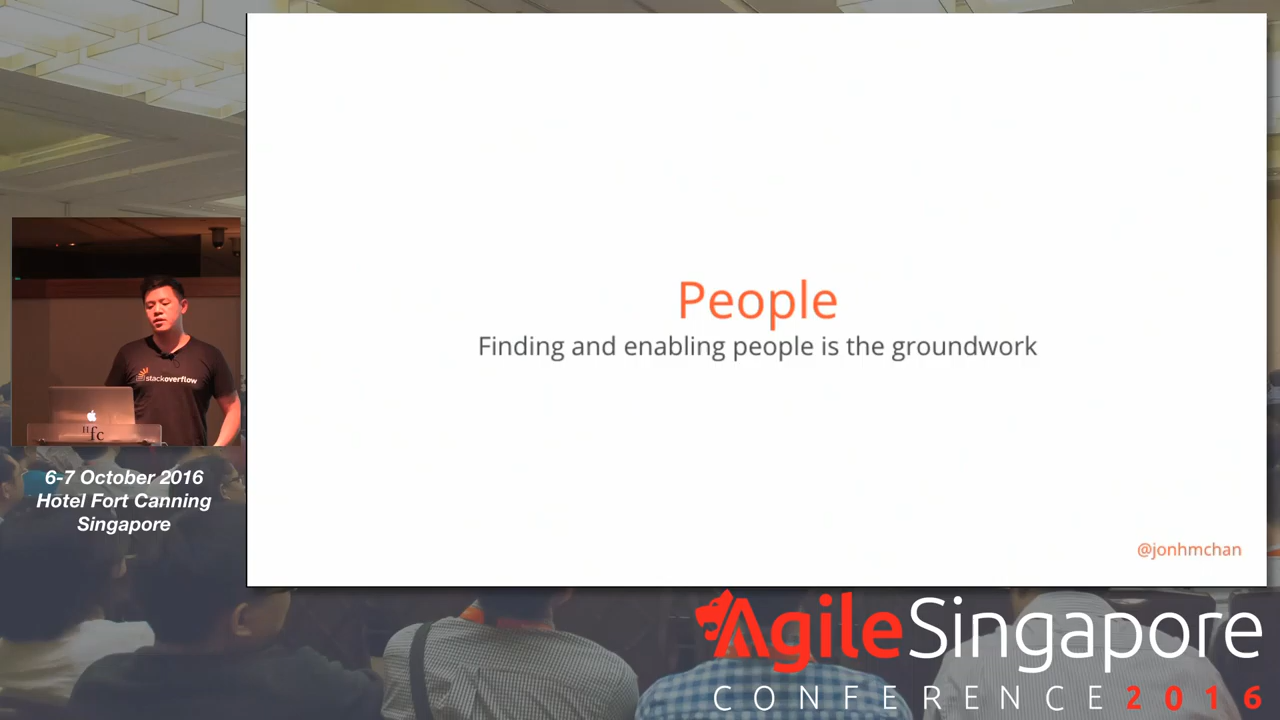 People
Finding and enabling people is the groundwork
@jonhmchan
stackoverflow
fc
6-7 October 2016
Hotel Fort Canning
Singapore
AgileSingapore
CONFERENCE 2016